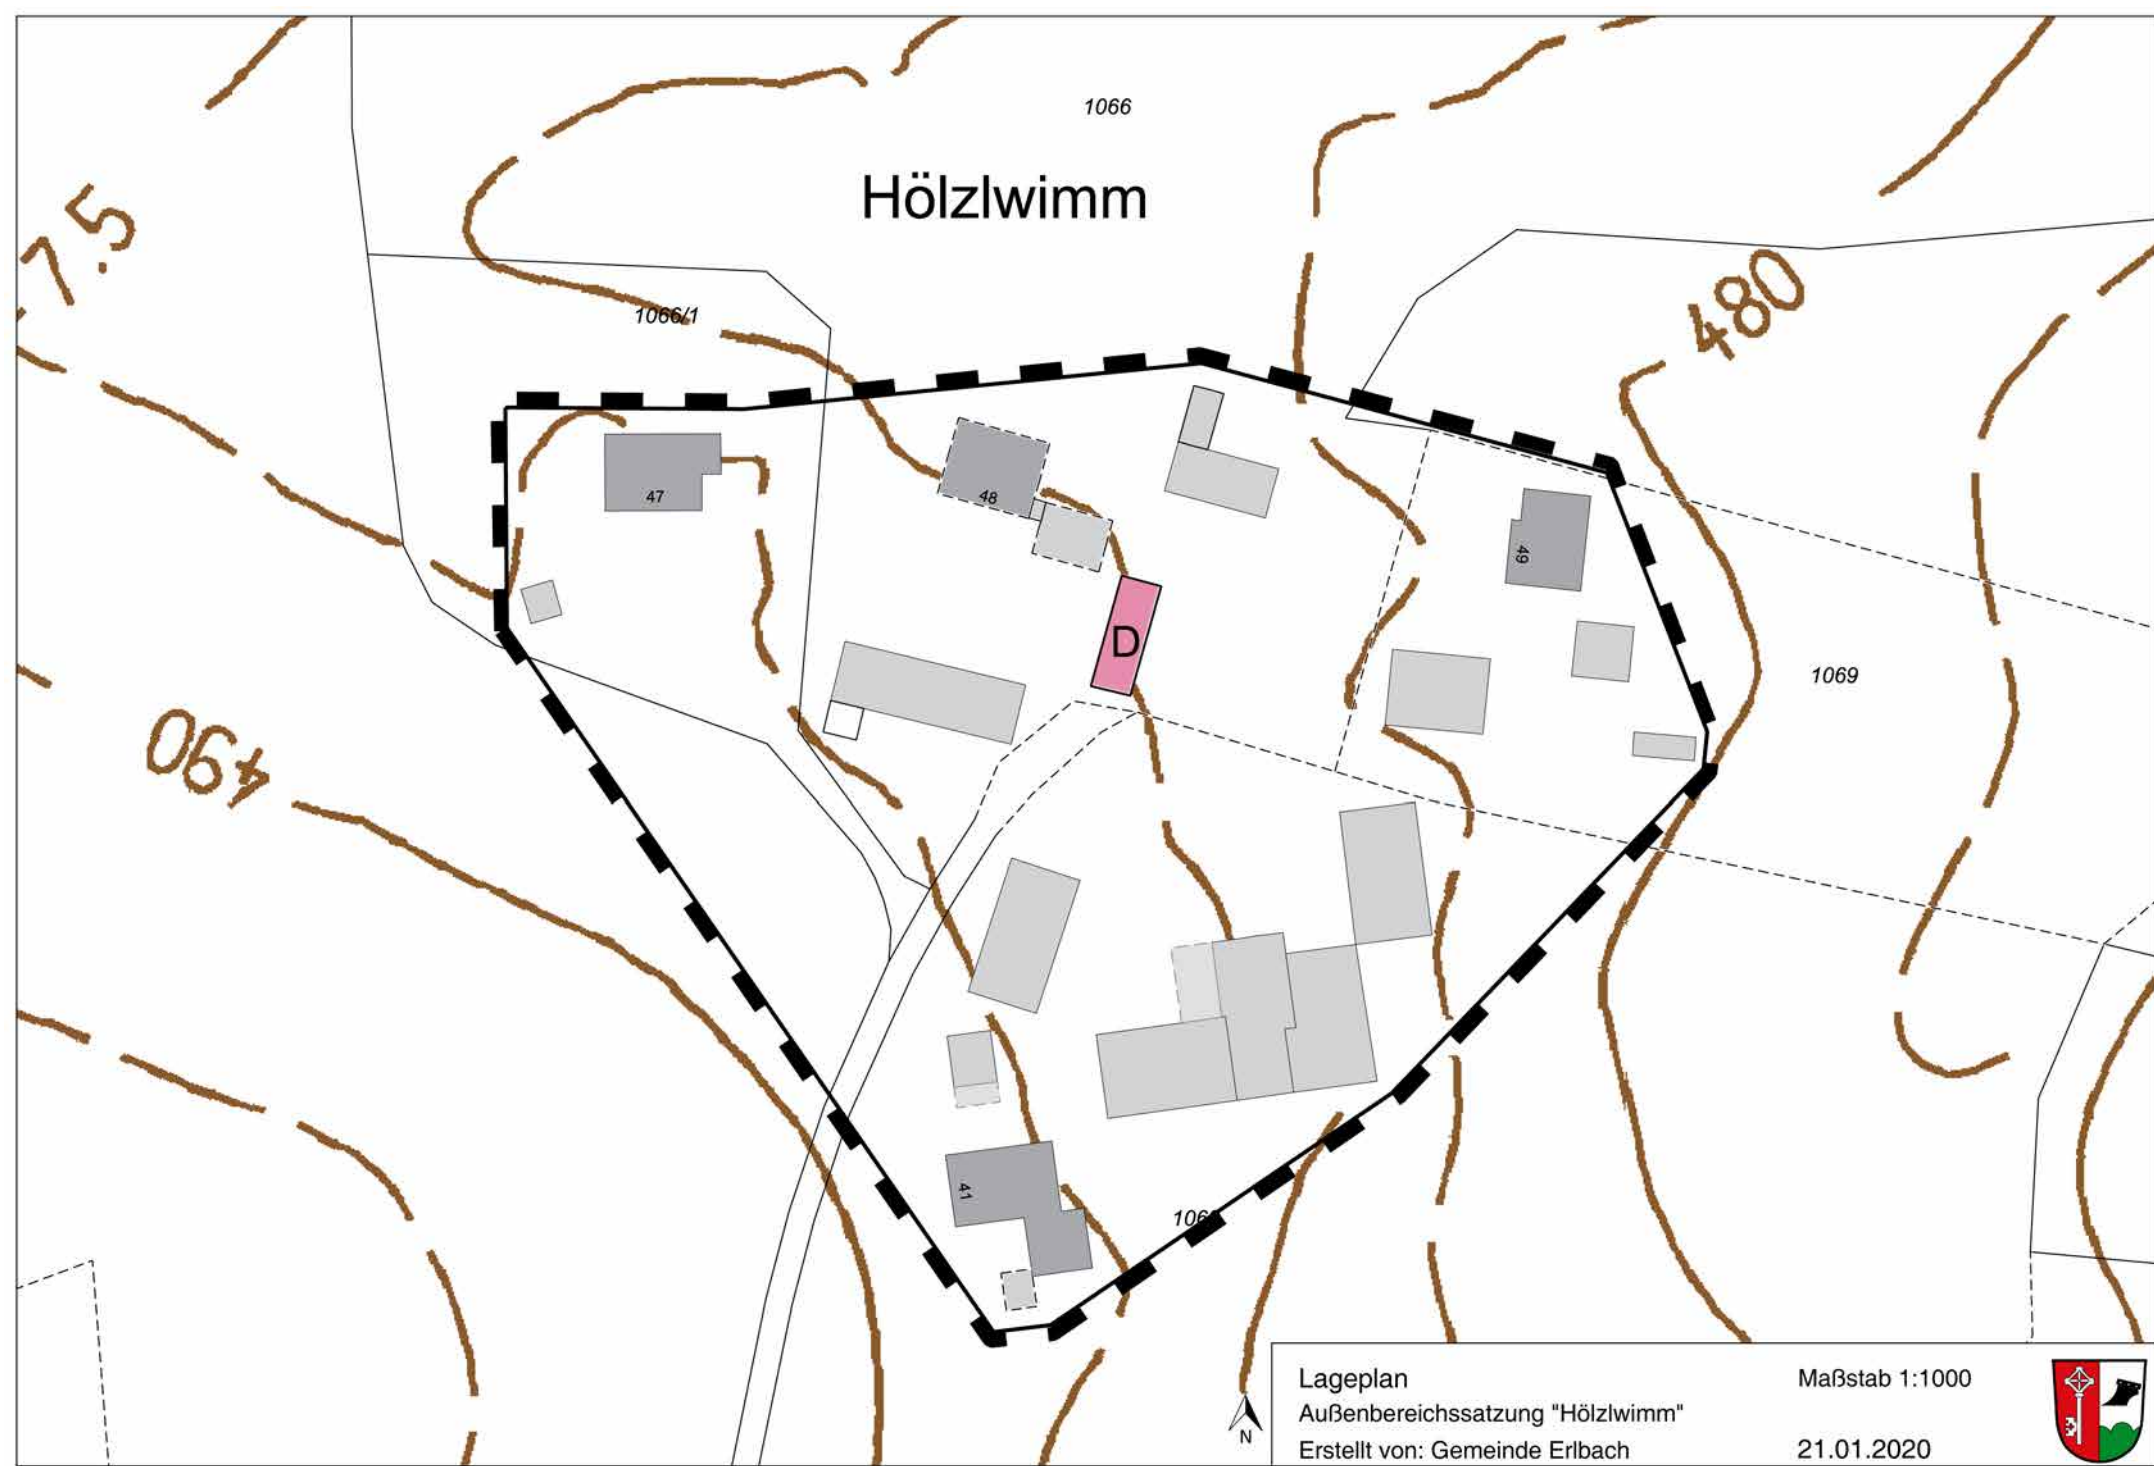 1066
Hölzlwimm
7.5
480
1066/1
47
48
49
D
1069
490
41
Lageplan
Maßstab 1:1000
Außenbereichssatzung "Hölzlwimm"
N
Erstellt von: Gemeinde Erlbach
21.01.2020